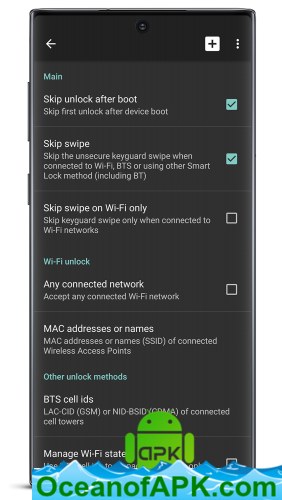 Main
Skip unlock after boot
Skip first unlock after device boot
Skip swipe
Skip the unsecure keyguard swipe when
connected to Wi-Fi, BTS or using other Smart
Lock method (including BT)
Skip swipe on Wi-Fi only
Skip keyguard swipe only when connected to
Wi-Fi networks
Wi-Fi unlock
Any connected network
Accept any connected Wi-Fi network
MAC addresses or names
MAC addresses or names (SSID) of connected
Wireless Access Points
Other unlock methods
BTS cell ids
LAC-CID (GSM) or NID-BSID (CDMA) of connected
cell towers
Manage Wi-Fi state
APK
OceanofAPK.com